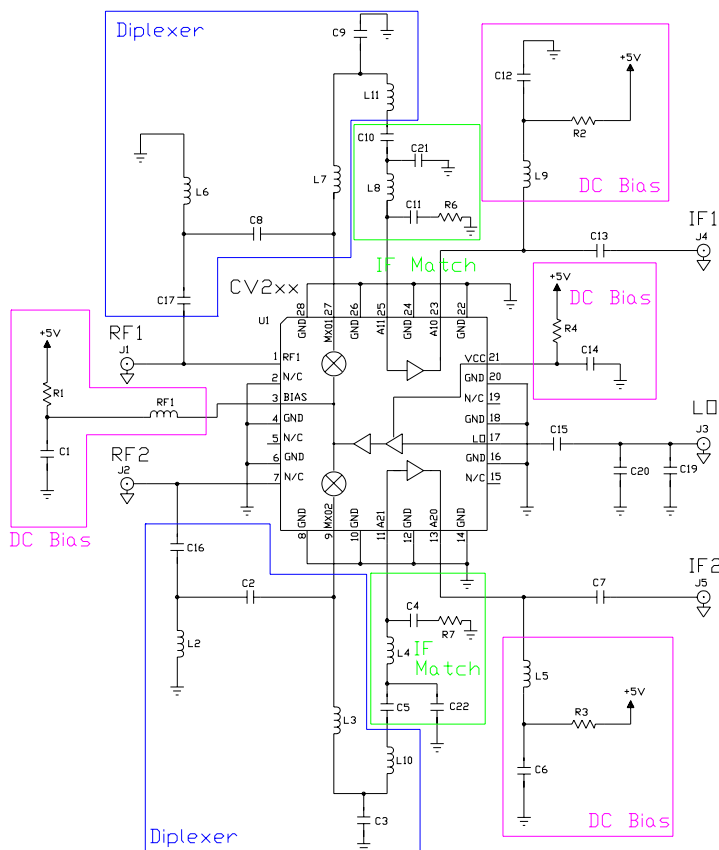 Diplexer
C9
C12
+5V
L11
R2
C10
C21
L7
L8
L9
DC Bias
L6
C11
R6
IF1
C8
C13
J4
IF Match
C17
CV2xx
+5V
DC Bias
U1
28 GND
27 MXO1
26 GND
25 A11
24 GND
23 A10
22 GND
R4
C14
+5V
RF1
J1
1 RF1
2 N/C
3 BIAS
4 GND
5 N/C
6 GND
7 N/C
VCC 21
GND 20
N/C 19
GND 18
LO 17
GND 16
N/C 15
R1
RF1
C1
DC Bias
RF2
J2
LO
J3
C15
C20
C19
8 GND
9 MXO2
10 GND
11 A21
12 GND
13 A20
14 GND
C16
C2
L2
IF2
J5
C7
C4
R7
L4
IF
Match
L5
+5V
L3
C5
C22
R3
L10
C6
C3
DC Bias
Diplexer